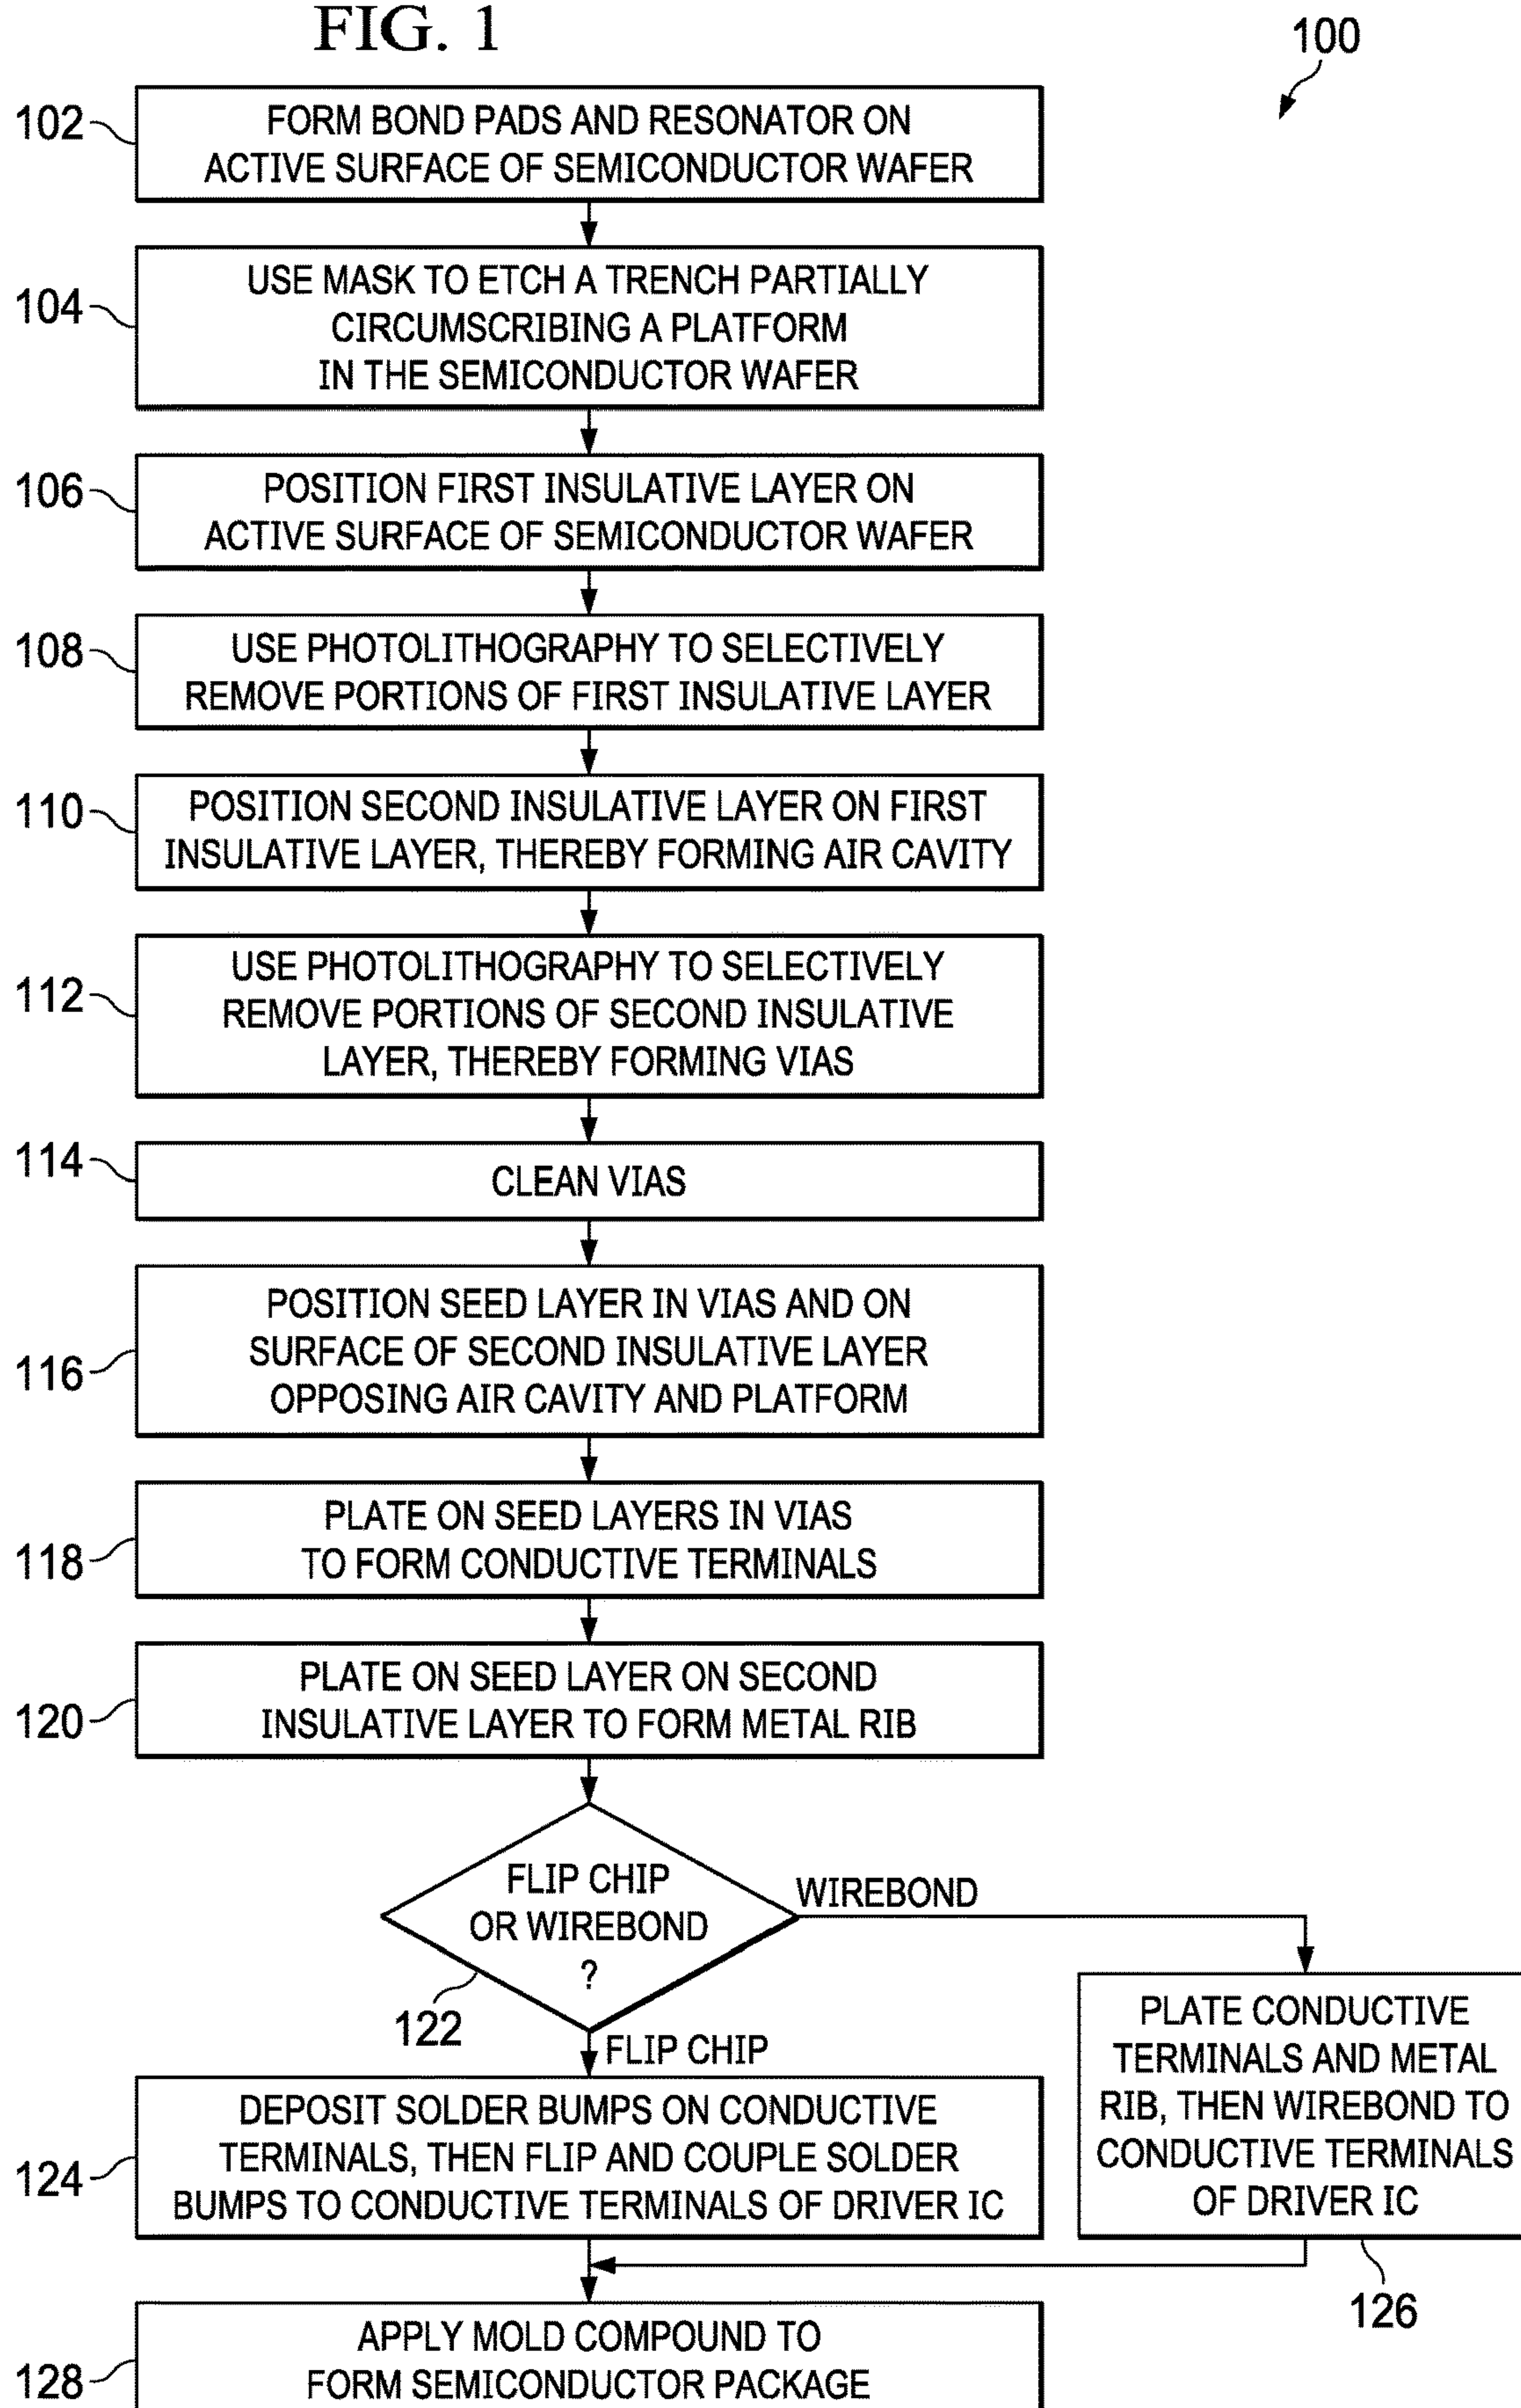 FIG. 1
100
102
FORM BOND PADS AND RESONATOR ON
ACTIVE SURFACE OF SEMICONDUCTOR WAFER
104
USE MASK TO ETCH A TRENCH PARTIALLY
CIRCUMSCRIBING A PLATFORM
IN THE SEMICONDUCTOR WAFER
106
POSITION FIRST INSULATIVE LAYER ON
ACTIVE SURFACE OF SEMICONDUCTOR WAFER
108
USE PHOTOLITHOGRAPHY TO SELECTIVELY
REMOVE PORTIONS OF FIRST INSULATIVE LAYER
110
POSITION SECOND INSULATIVE LAYER ON FIRST
INSULATIVE LAYER, THEREBY FORMING AIR CAVITY
112
USE PHOTOLITHOGRAPHY TO SELECTIVELY
REMOVE PORTIONS OF SECOND INSULATIVE
LAYER, THEREBY FORMING VIAS
114
CLEAN VIAS
116
POSITION SEED LAYER IN VIAS AND ON
SURFACE OF SECOND INSULATIVE LAYER
OPPOSING AIR CAVITY AND PLATFORM
118
PLATE ON SEED LAYERS IN VIAS
TO FORM CONDUCTIVE TERMINALS
120
PLATE ON SEED LAYER ON SECOND
INSULATIVE LAYER TO FORM METAL RIB
FLIP CHIP
OR WIREBOND
?
122
WIREBOND
FLIP CHIP
124
DEPOSIT SOLDER BUMPS ON CONDUCTIVE
TERMINALS, THEN FLIP AND COUPLE SOLDER
BUMPS TO CONDUCTIVE TERMINALS OF DRIVER IC
PLATE CONDUCTIVE
TERMINALS AND METAL
RIB, THEN WIREBOND TO
CONDUCTIVE TERMINALS
OF DRIVER IC
126
128
APPLY MOLD COMPOUND TO
FORM SEMICONDUCTOR PACKAGE